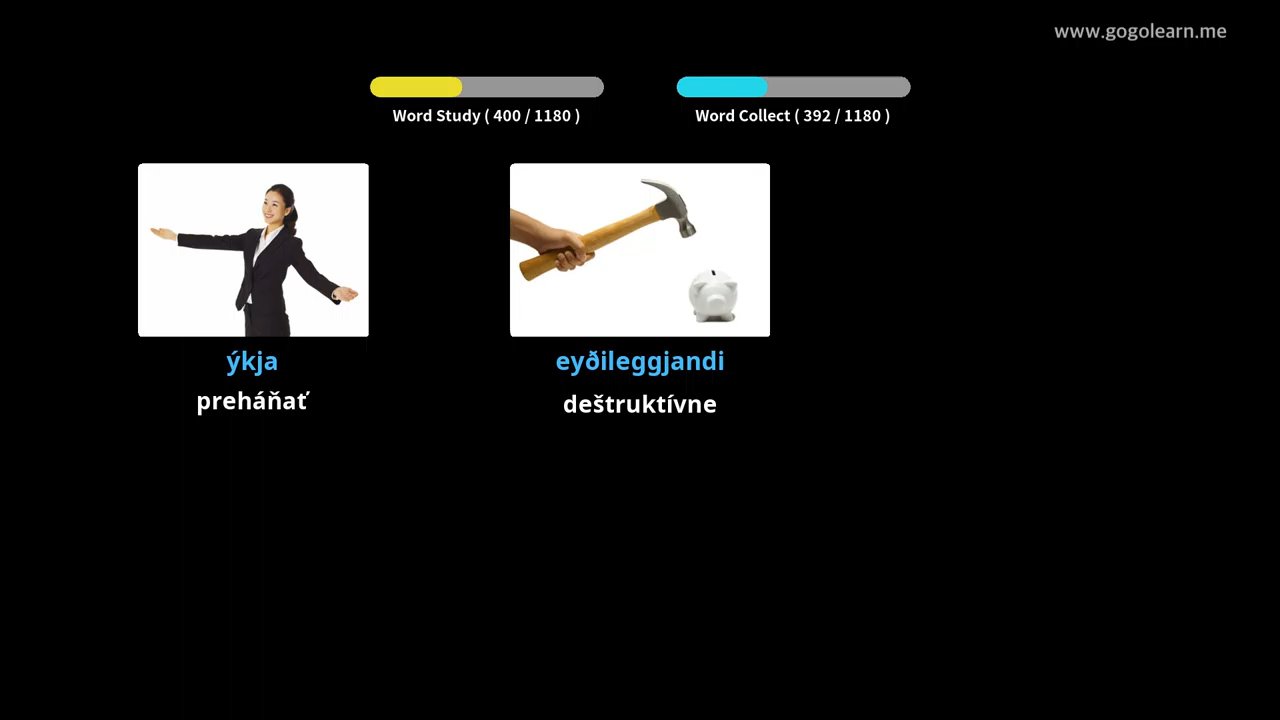 www.gogolearn.me
Word Study ( 400 / 1180 )
Word Collect ( 392 / 1180 )
ýkja
preháňať
eyðileggjandi
deštruktívne